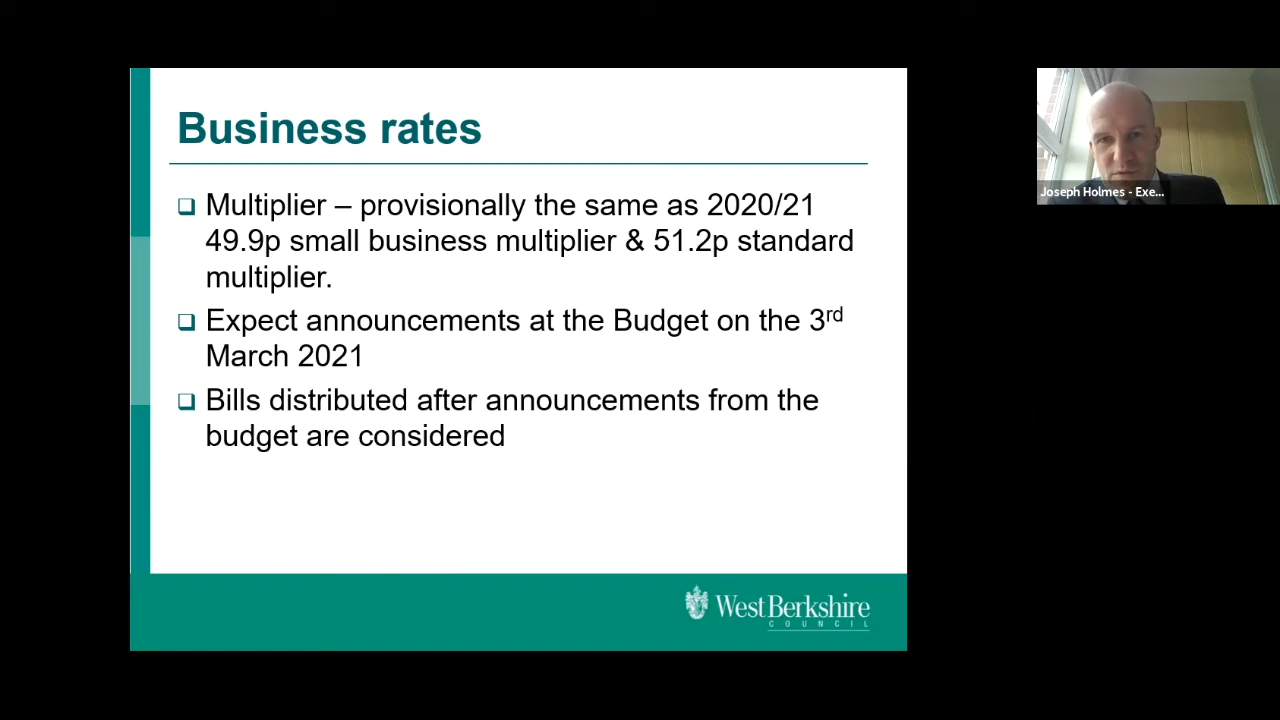 Business rates
❑ Multiplier – provisionally the same as 2020/21
49.9p small business multiplier & 51.2p standard
multiplier.
❑ Expect announcements at the Budget on the 3rd
March 2021
❑ Bills distributed after announcements from the
budget are considered
West Berkshire
COUNCIL
Joseph Holmes - Exe...